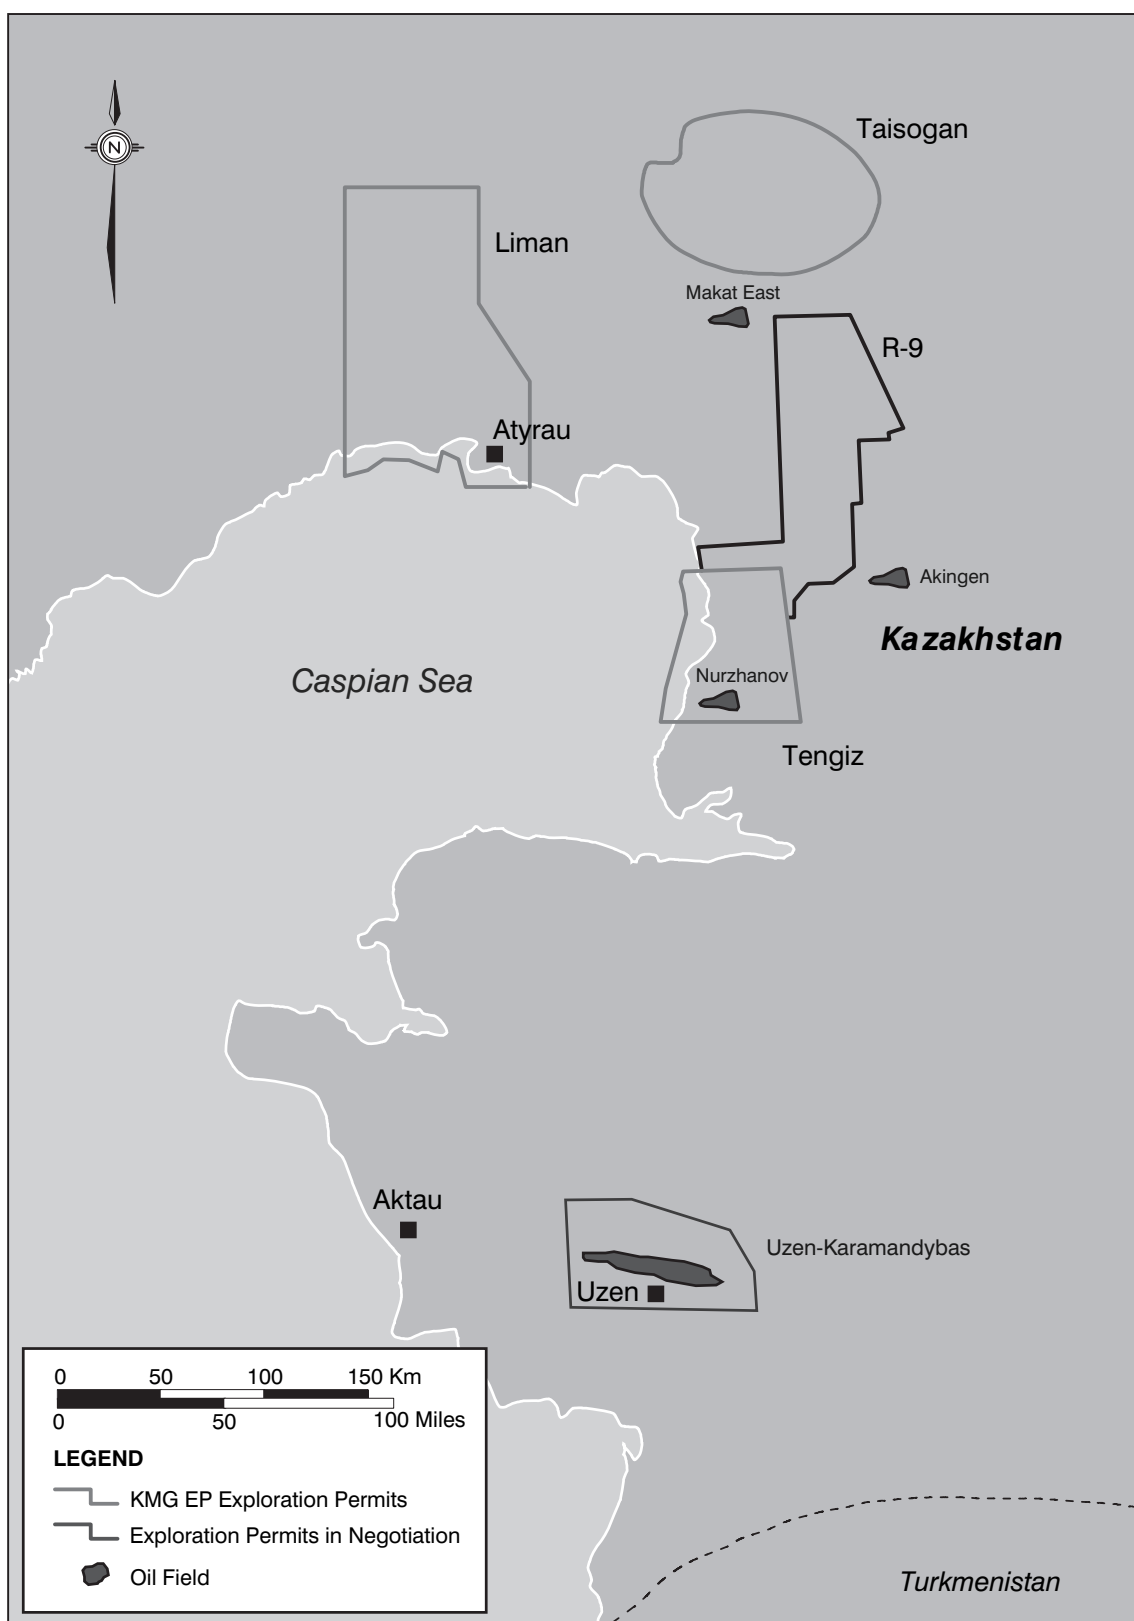 Taisogan
N
Liman
Makat East
R-9
Atyrau
Akingen
Kazakhstan
Caspian Sea
Nurzhanov
Tengiz
Aktau
Uzen-Karamandybas
Uzen
0 50 100 150 Km
0 50 100 Miles
LEGEND
KMG EP Exploration Permits
Exploration Permits in Negotiation
Oil Field
Turkmenistan